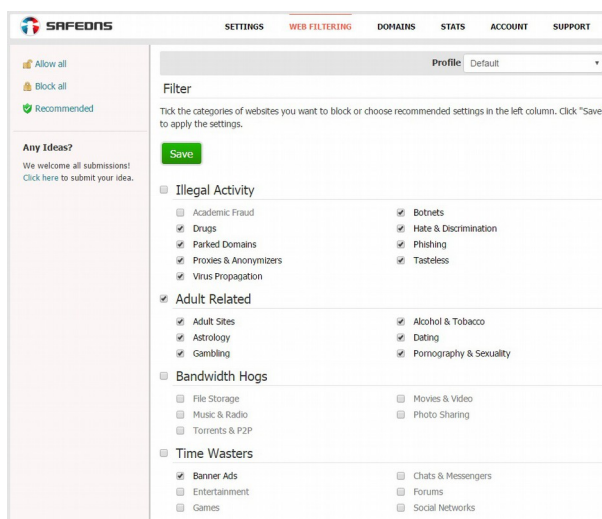 SAFEDNS
SETTINGS WEB FILTERING DOMAINS STATS ACCOUNT SUPPORT
Allow all
Block all
Recommended
Any Ideas?
We welcome all submissions!
Click here to submit your idea.
Profile Default
Filter
Tick the categories of websites you want to block or choose recommended settings in the left column. Click "Save
to apply the settings.
Save
Illegal Activity
Academic Fraud Botnets
Drugs Hate & Discrimination
Parked Domains Phishing
Proxies & Anonymizers Tasteless
Virus Propagation
Adult Related
Adult Sites Alcohol & Tobacco
Astrology Dating
Gambling Pornography & Sexuality
Bandwidth Hogs
File Storage Movies & Video
Music & Radio Photo Sharing
Torrents & P2P
Time Wasters
Banner Ads Chats & Messengers
Entertainment Forums
Games Social Networks